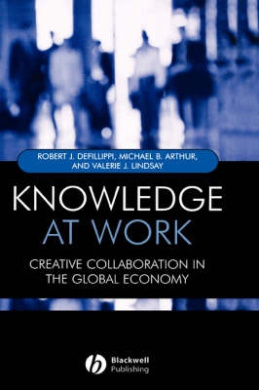 ROBERT J. DEFILLIPPI, MICHAEL B. ARTHUR,
AND VALERIE J. LINDSAY
KNOWLEDGE
AT WORK
CREATIVE COLLABORATION IN
THE GLOBAL ECONOMY
Blackwell
Publishing